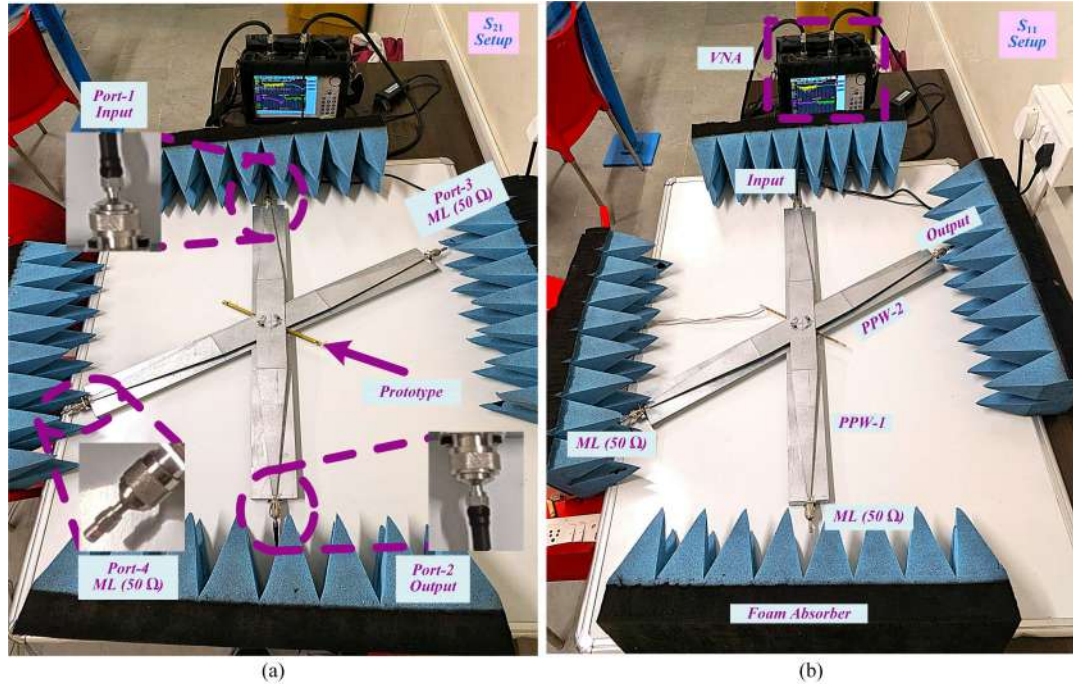 S21
Setup
Port-1
Input
Port-3
ML (50 Ω)
Prototype
Port-4
ML (50 Ω)
Port-2
Output
(a)
S11
Setup
VNA
Input
Output
PPW-2
PPW-1
ML (50 Ω)
ML (50 Ω)
Foam Absorber
(b)